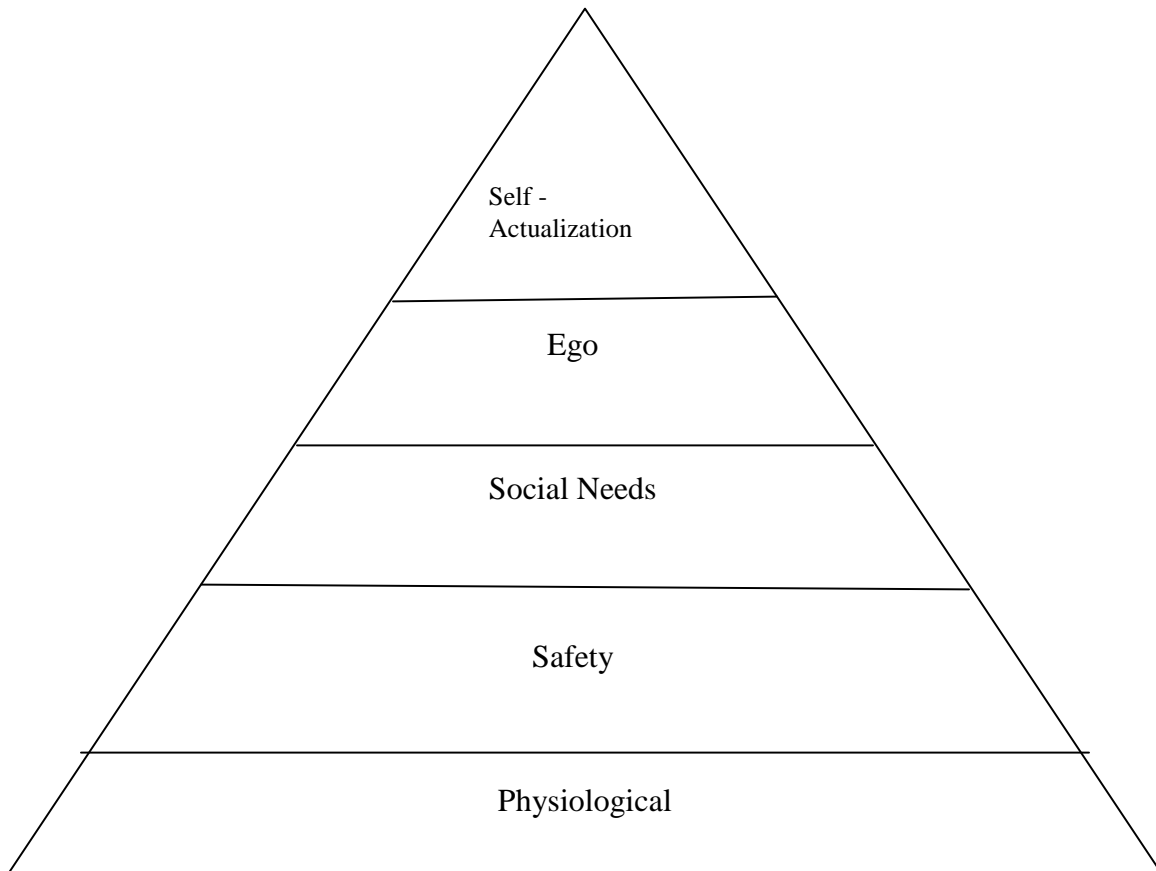 Self -
Actualization
Ego
Social Needs
Safety
Physiological